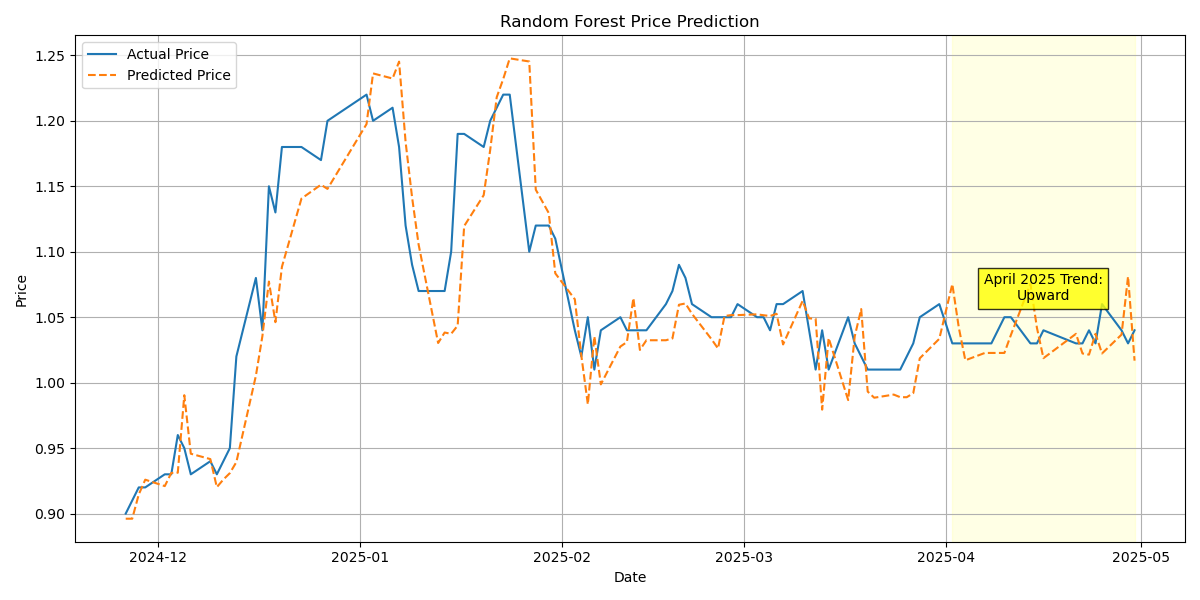 Random Forest Price Prediction
Actual Price
Predicted Price
1.25
1.20
1.15
1.10
1.05
1.00
0.95
0.90
Price
April 2025 Trend:
Upward
2024-12
2025-01
2025-02
2025-03
2025-04
2025-05
Date